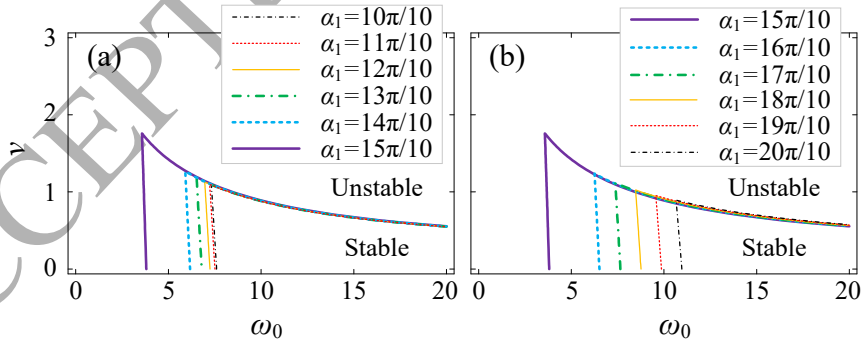 CCEPT
(a)
α₁=10π/10
α₁=11π/10
α₁=12π/10
α₁=13π/10
α₁=14π/10
α₁=15π/10
Unstable
Stable
3
2
1
0
ν
0 5 10 15 20
ω₀
(b)
α₁=15π/10
α₁=16π/10
α₁=17π/10
α₁=18π/10
α₁=19π/10
α₁=20π/10
Unstable
Stable
0 5 10 15 20
ω₀